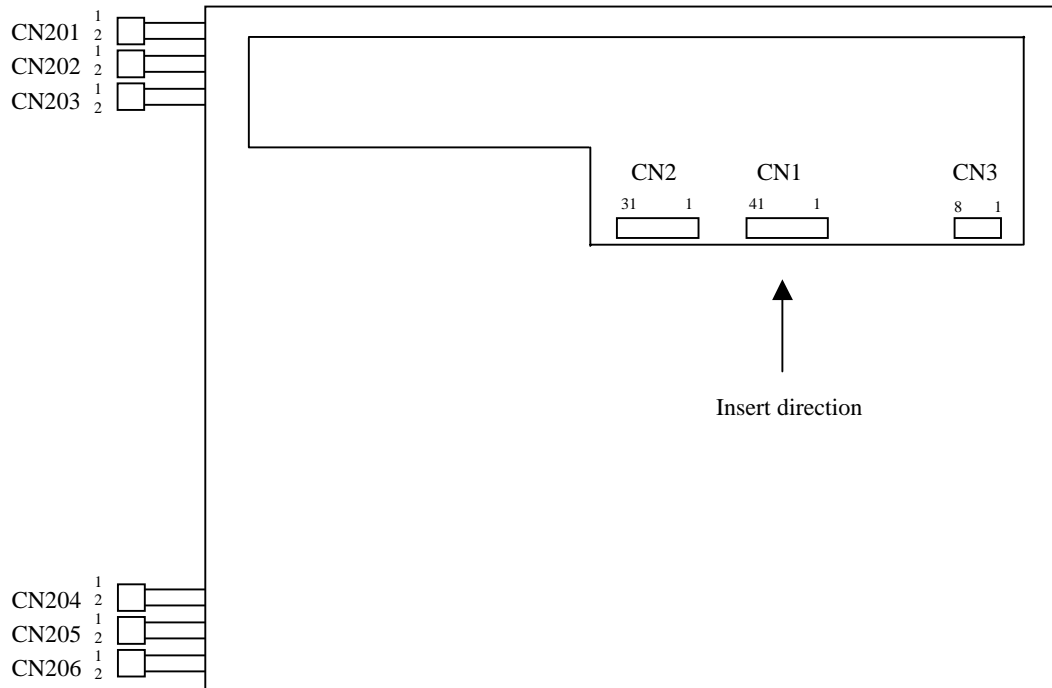 CN201 1 2
CN202 1 2
CN203 1 2
CN2 CN1 CN3
31 1 41 1 8 1
Insert direction
CN204 1 2
CN205 1 2
CN206 1 2